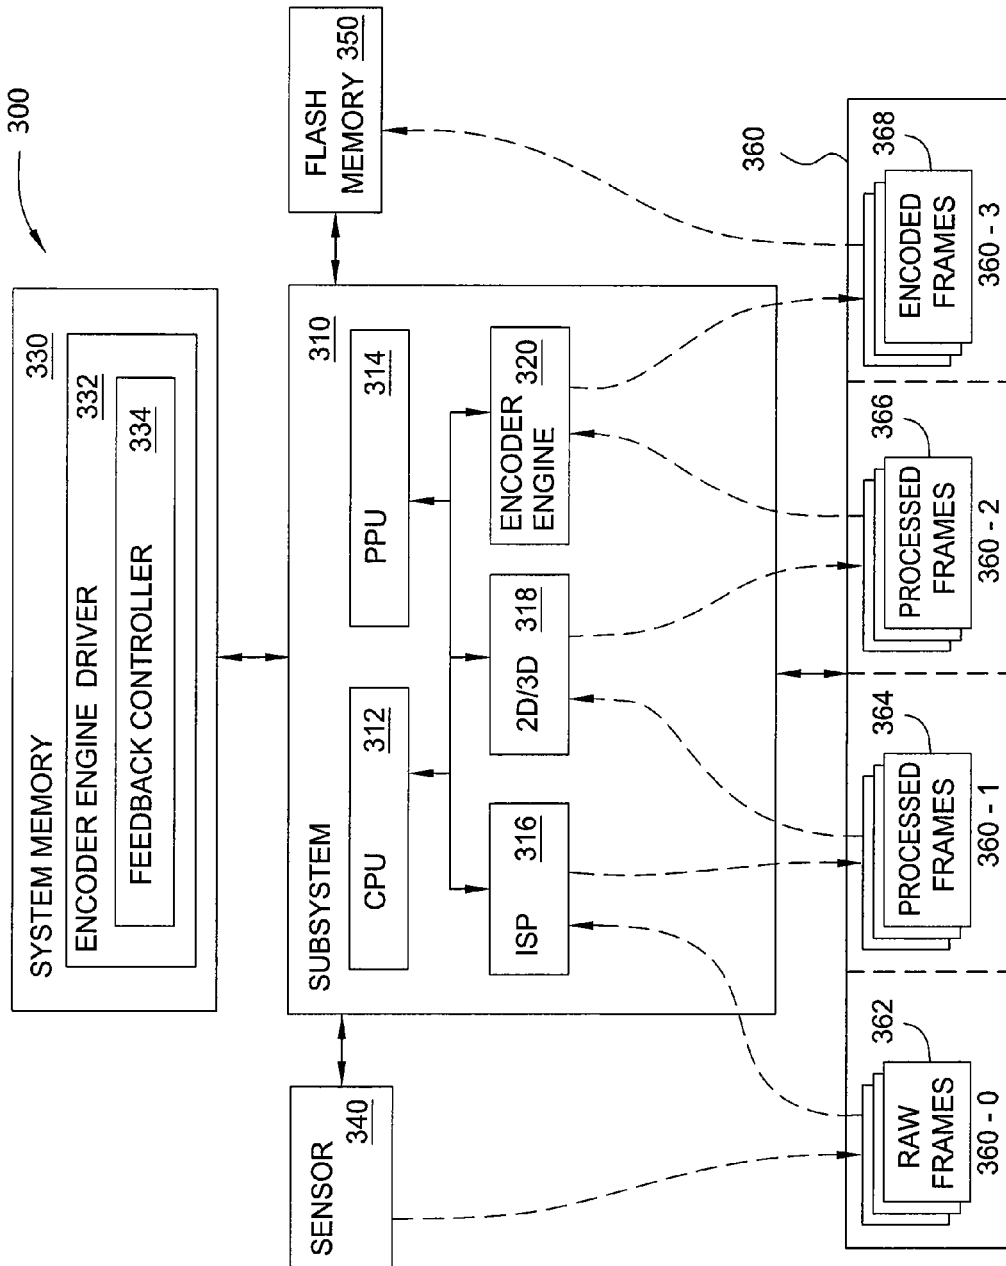 300
SYSTEM MEMORY 330
ENCODER ENGINE DRIVER 332
FEEDBACK CONTROLLER 334
SENSOR
340
SUBSYSTEM
310
CPU
312
PPU
314
ISP
316
2D/3D
318
ENCODER
ENGINE
320
FLASH
MEMORY 350
360
362
RAW
FRAMES
360 - 0
364
PROCESSED
FRAMES
360 - 1
366
PROCESSED
FRAMES
360 - 2
368
ENCODED
FRAMES
360 - 3